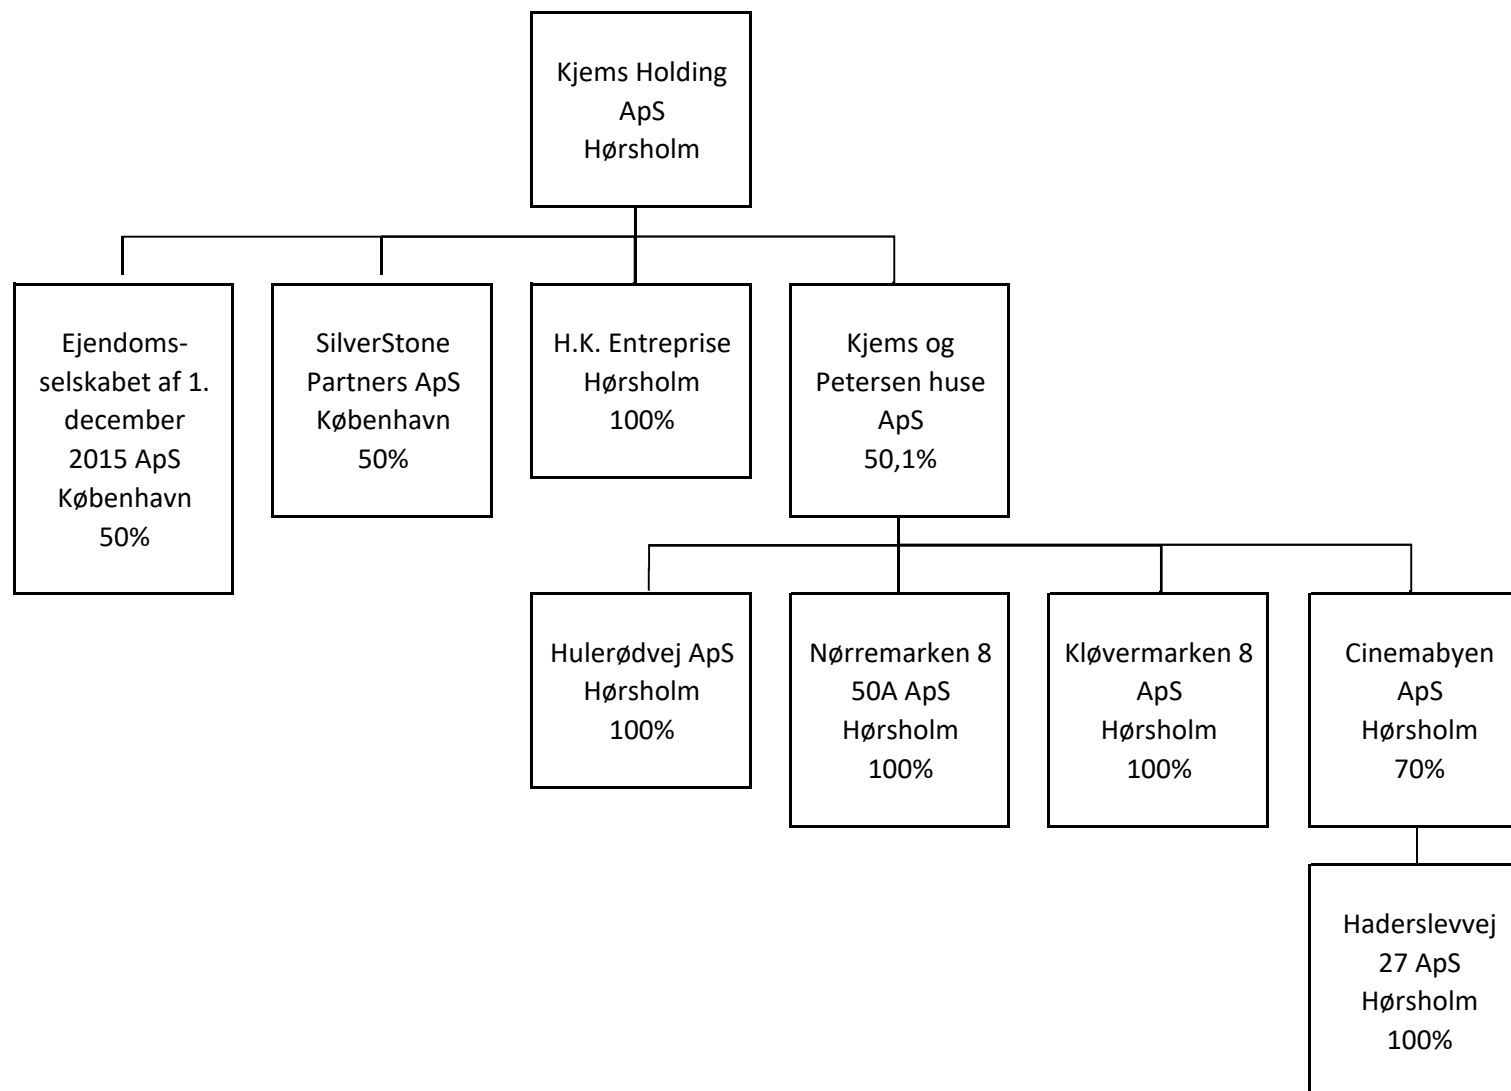 Kjems Holding
ApS
Hørsholm
Ejendoms-
selskabet af 1.
december
2015 ApS
København
50%
SilverStone
Partners ApS
København
50%
H.K. Entreprise
Hørsholm
100%
Kjems og
Petersen huse
ApS
50,1%
Hulerødvej ApS
Hørsholm
100%
Nørremarken 8
50A ApS
Hørsholm
100%
Kløvermarken 8
ApS
Hørsholm
100%
Cinemabyen
ApS
Hørsholm
70%
Haderslevvej
27 ApS
Hørsholm
100%